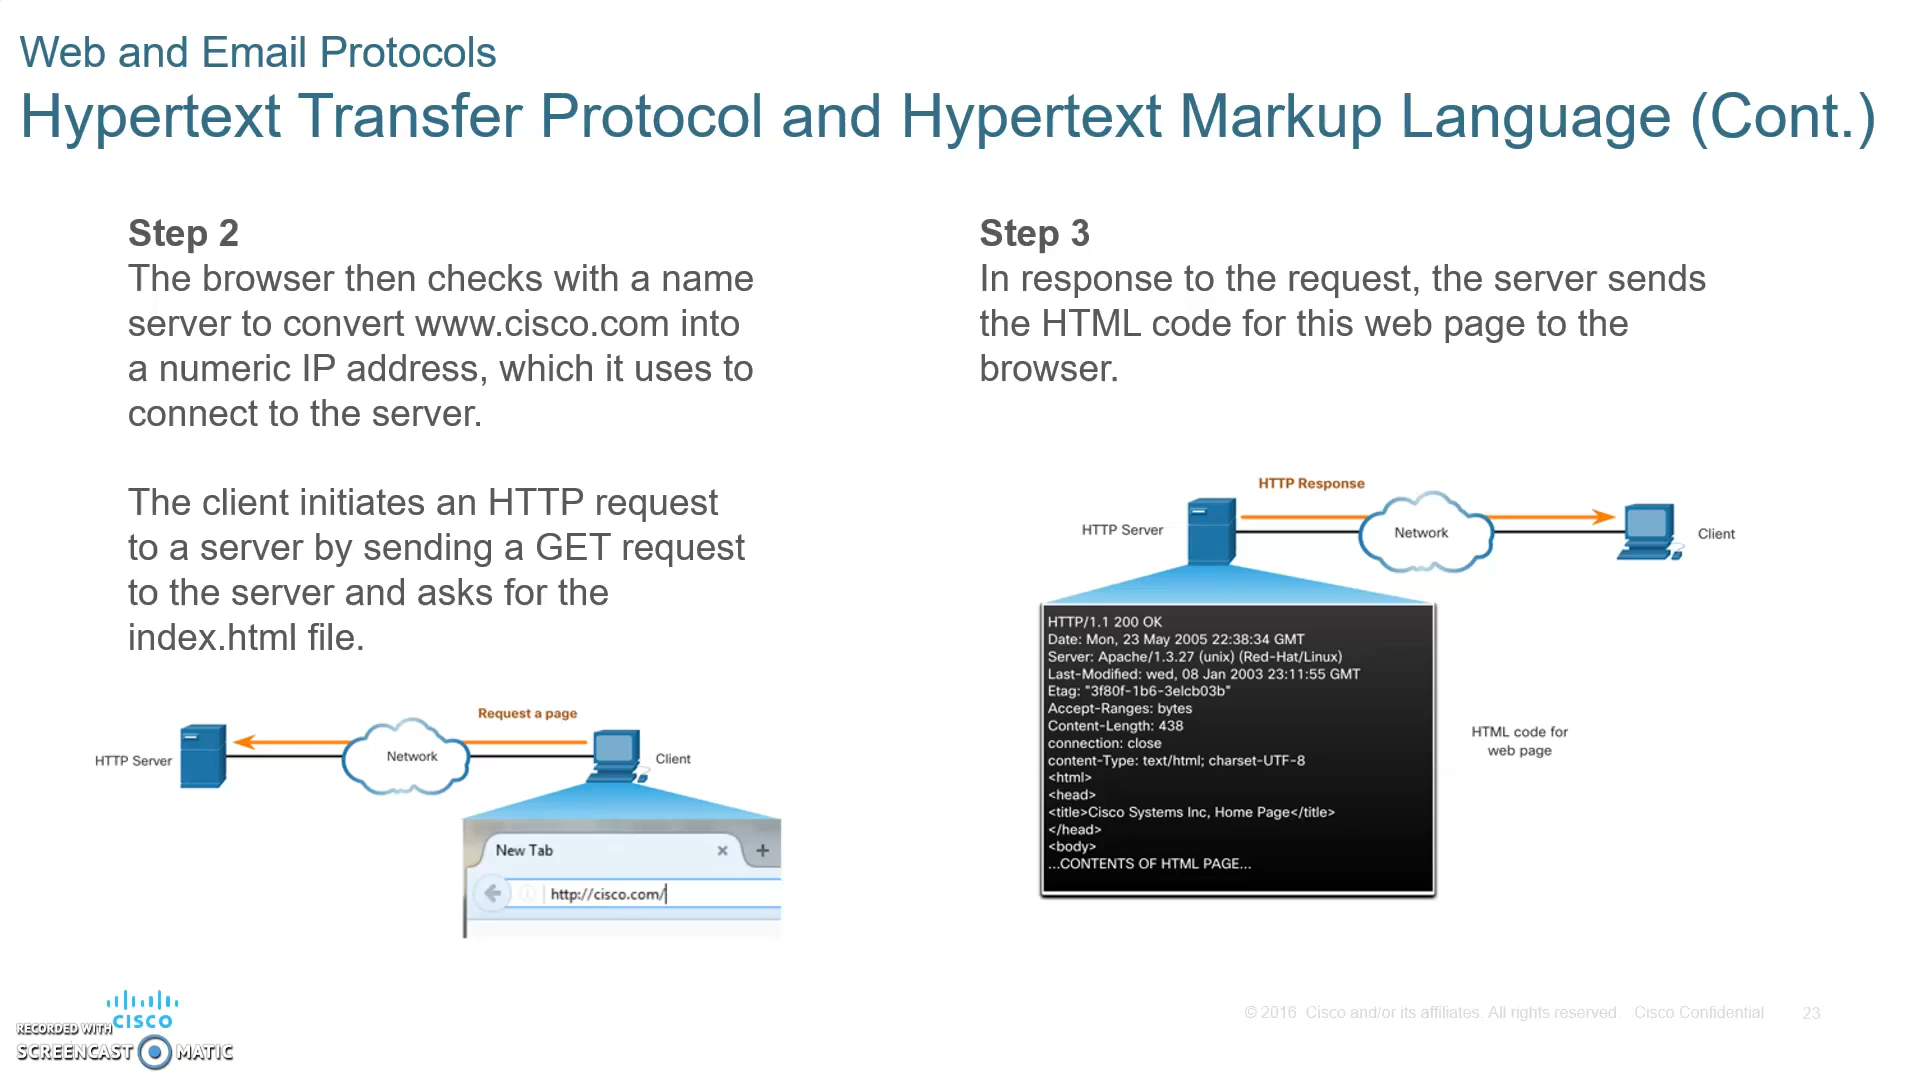 Web and Email Protocols
Hypertext Transfer Protocol and Hypertext Markup Language (Cont.)
Step 2
The browser then checks with a name
server to convert www.cisco.com into
a numeric IP address, which it uses to
connect to the server.
The client initiates an HTTP request
to a server by sending a GET request
to the server and asks for the
index.html file.
Request a page
HTTP Server
Network
Client
New Tab
http://cisco.com/
Step 3
In response to the request, the server sends
the HTML code for this web page to the
browser.
HTTP Response
HTTP Server
Network
Client
HTTP/1.1 200 OK
Date: Mon, 23 May 2005 22:38:34 GMT
Server: Apache/1.3.27 (unix) (Red-Hat/Linux)
Last-Modified: wed, 08 Jan 2003 23:11:55 GMT
Etag: "3f80f-1b6-3elcb03b"
Accept-Ranges: bytes
Content-Length: 438
connection: close
content-Type: text/html; charset-UTF-8
<html>
<head>
<title>Cisco Systems Inc, Home Page</title>
</head>
<body>
...CONTENTS OF HTML PAGE...
HTML code for
web page
CISCO
RECORDED WITH
SCREENCAST MATIC
© 2016 Cisco and/or its affiliates. All rights reserved. Cisco Confidential
23